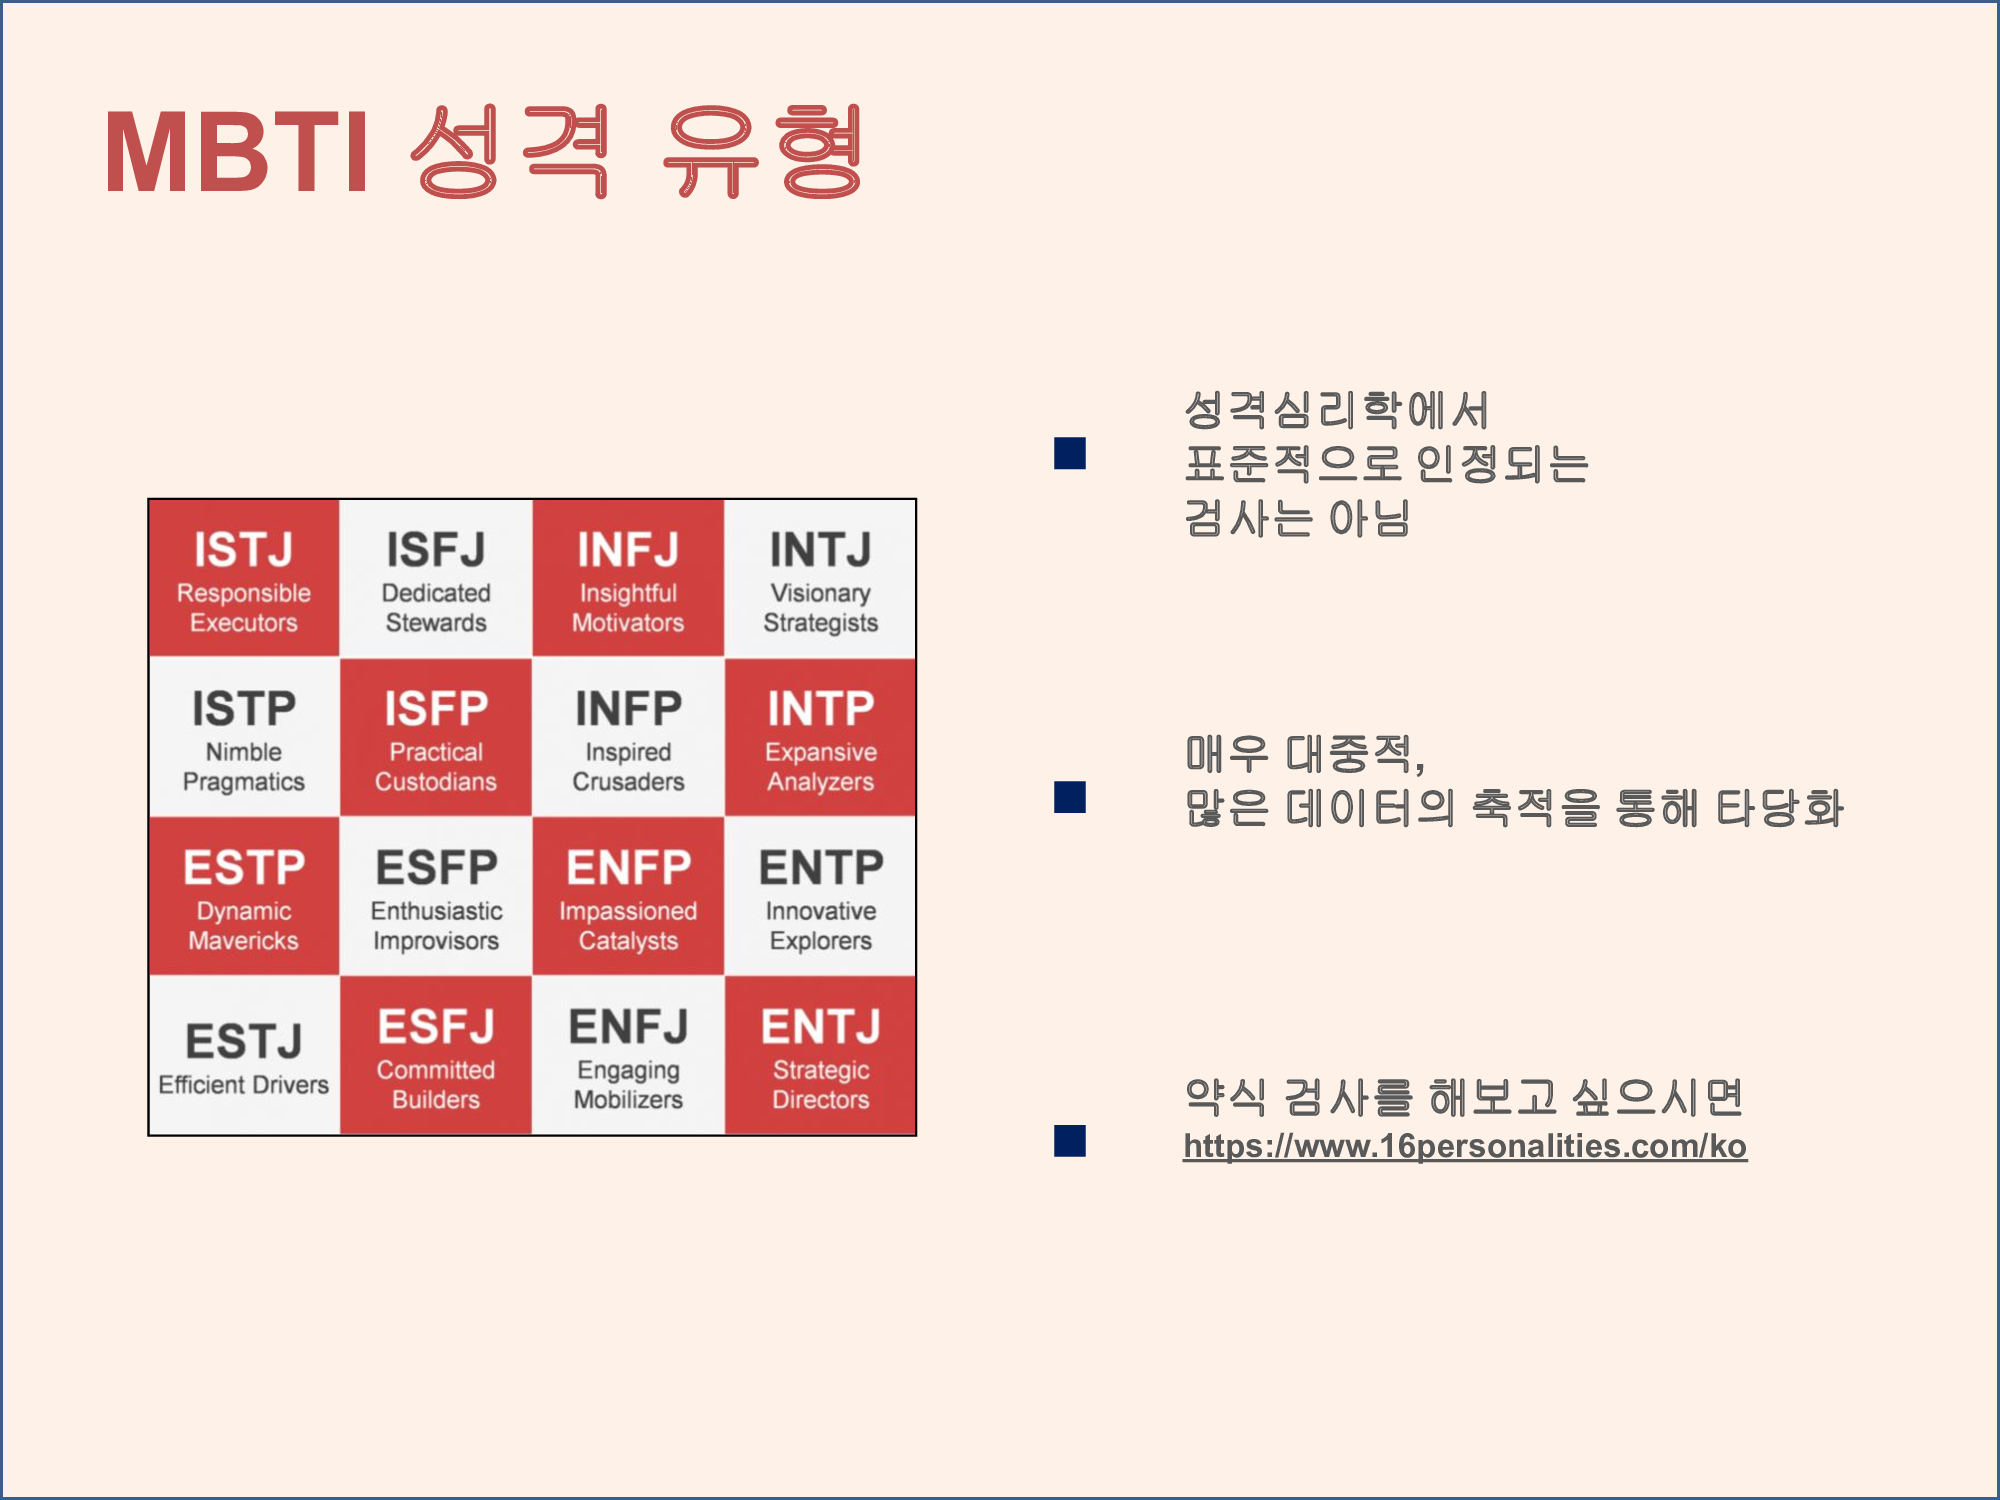 MBTI 성격 유형
ISTJ
Responsible
Executors
ISFJ
Dedicated
Stewards
INFJ
Insightful
Motivators
INTJ
Visionary
Strategists
ISTP
Nimble
Pragmatics
ISFP
Practical
Custodians
INFP
Inspired
Crusaders
INTP
Expansive
Analyzers
ESTP
Dynamic
Mavericks
ESFP
Enthusiastic
Improvisors
ENFP
Impassioned
Catalysts
ENTP
Innovative
Explorers
ESTJ
Efficient Drivers
ESFJ
Committed
Builders
ENFJ
Engaging
Mobilizers
ENTJ
Strategic
Directors
성격심리학에서
표준적으로 인정되는
검사는 아님
매우 대중적,
많은 데이터의 축적을 통해 타당화
약식 검사를 해보고 싶으시면
https://www.16personalities.com/ko